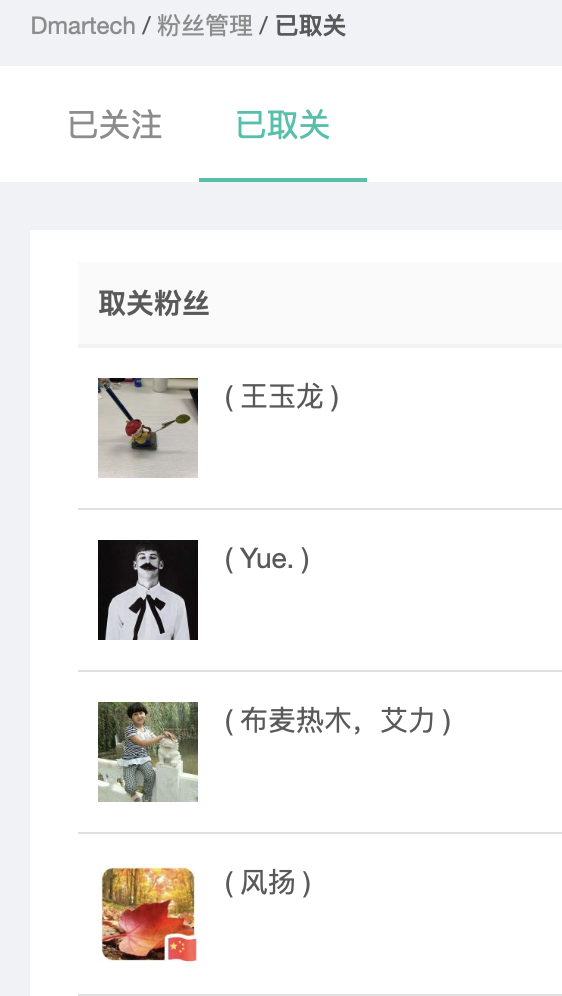 Dmartech / 粉丝管理 / 已取关
已关注 已取关
取关粉丝
( 王玉龙 )
( Yue. )
( 布麦热木，艾力 )
( 风扬 )